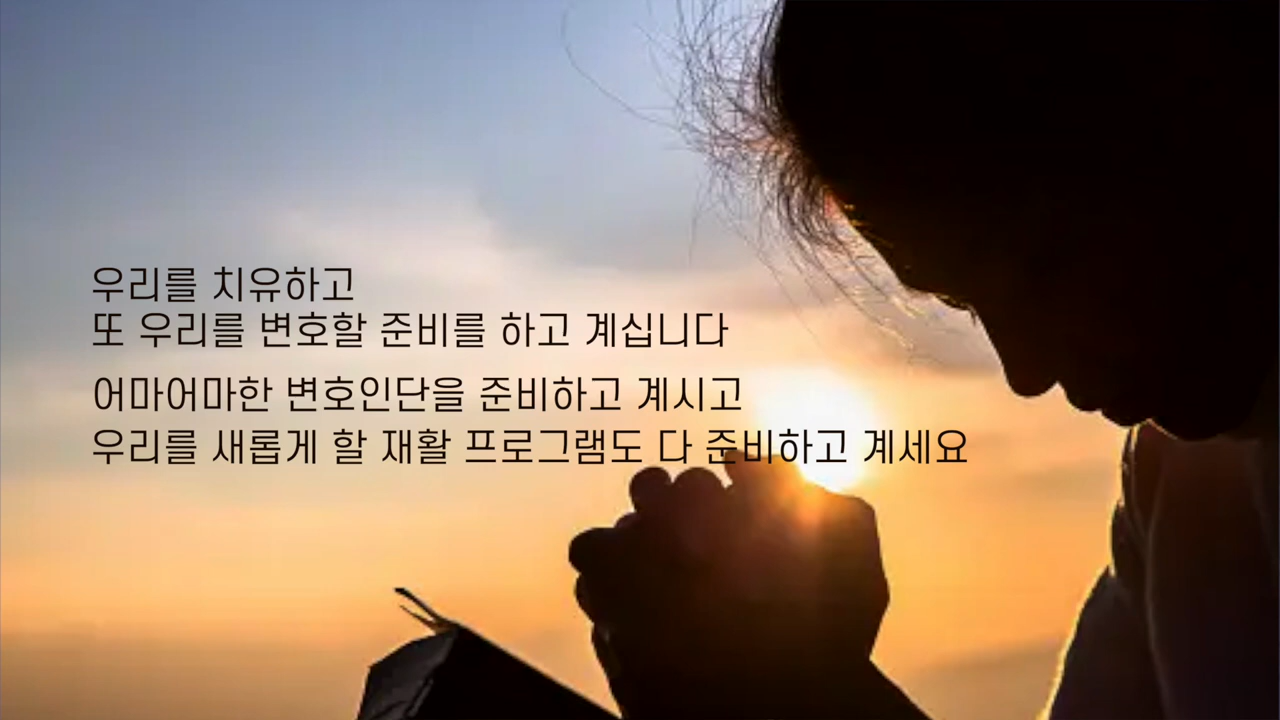 우리를 치유하고
또 우리를 변호할 준비를 하고 계십니다
어마어마한 변호인단을 준비하고 계시고
우리를 새롭게 할 재활 프로그램도 다 준비하고 계세요